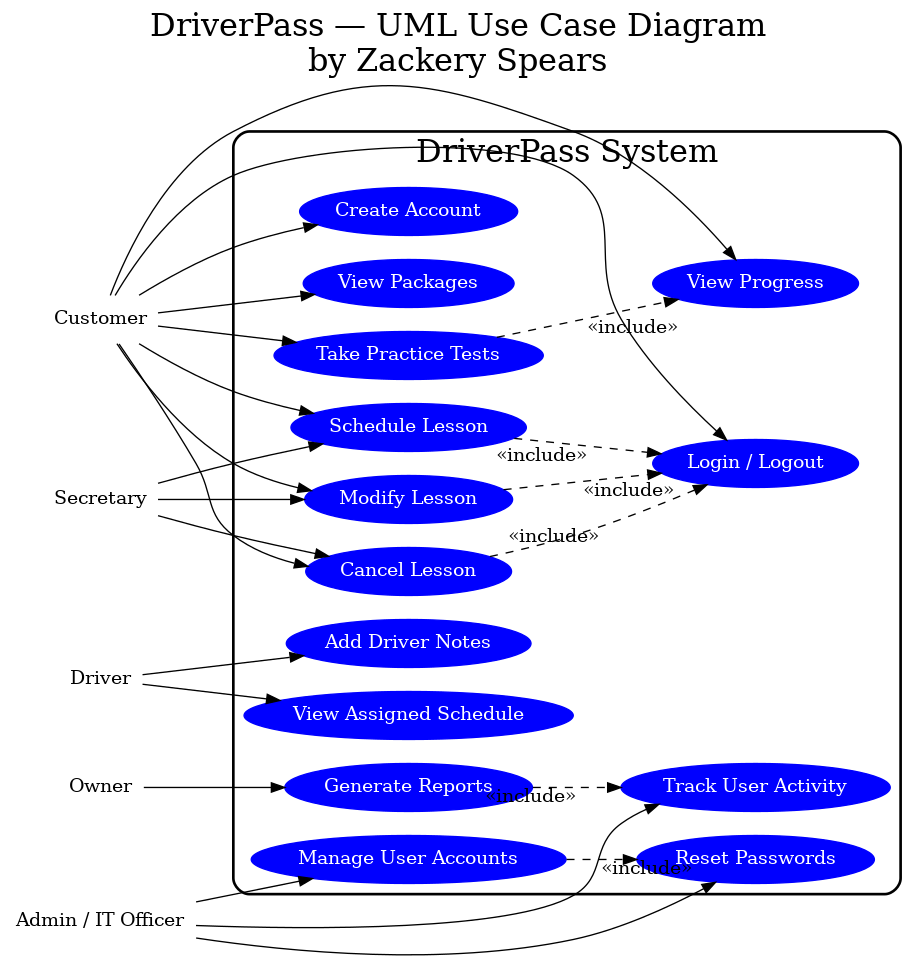 DriverPass — UML Use Case Diagram
by Zackery Spears
DriverPass System
Create Account
View Packages
View Progress
Customer
«include»
Take Practice Tests
Schedule Lesson
«include»
Login / Logout
Secretary
Modify Lesson
«include»
«include»
Cancel Lesson
Add Driver Notes
Driver
View Assigned Schedule
Owner
Generate Reports
«include»
Track User Activity
Manage User Accounts
«include»
Reset Passwords
Admin / IT Officer